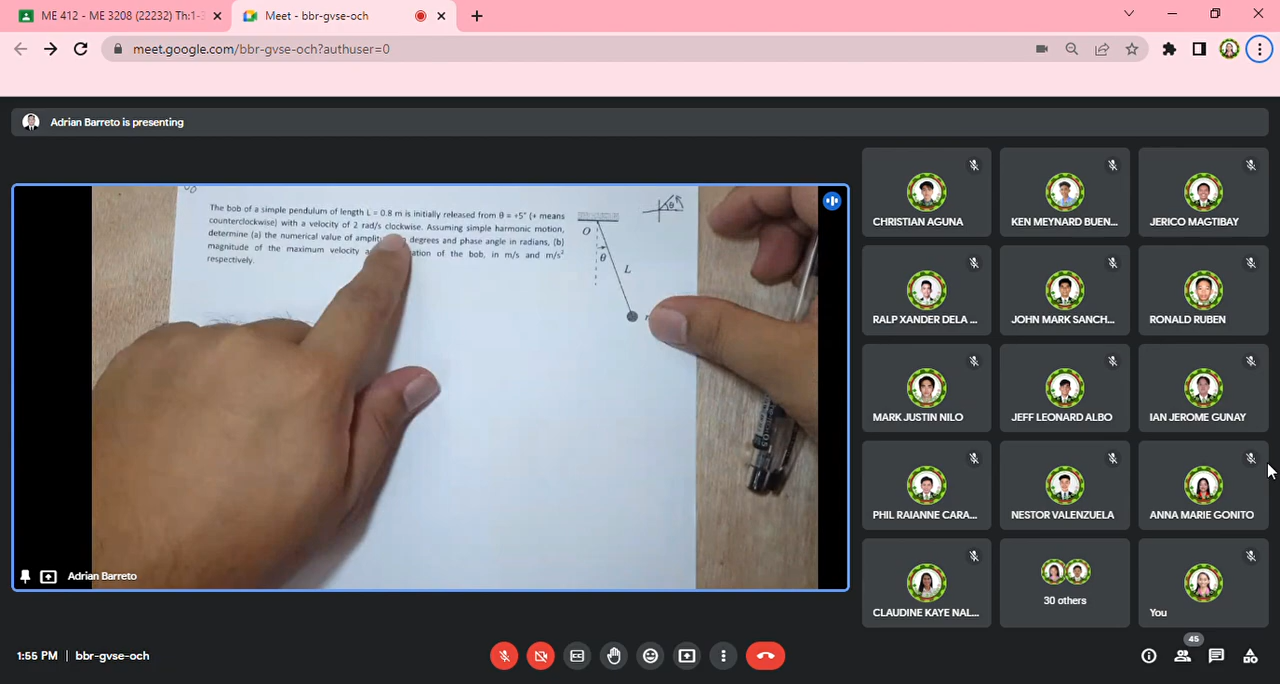 ME 412 - ME 3208 (22232) Th:1-3
Meet - bbr-gvse-och
meet.google.com/bbr-gvse-och?authuser=0
Adrian Barreto is presenting
The bob of a simple pendulum of length L = 0.8 m is initially released from θ = +5° (+ means
counterclockwise) with a velocity of 2 rad/s clockwise. Assuming simple harmonic motion,
determine (a) the numerical value of degrees and phase angle in radians, (b)
magnitude of the maximum velocity of the bob, in m/s and m/s²
respectively.
θ
O
θ
L
Adrian Barreto
CHRISTIAN AGUNA
KEN MEYNARD BUEN...
JERICO MAGTIBAY
RALP XANDER DELA ...
JOHN MARK SANCH...
RONALD RUBEN
MARK JUSTIN NILO
JEFF LEONARD ALBO
IAN JEROME GUNAY
PHIL RAIANNE CARA...
NESTOR VALENZUELA
ANNA MARIE GONITO
CLAUDINE KAYE NAL...
30 others
You
1:55 PM | bbr-gvse-och
45